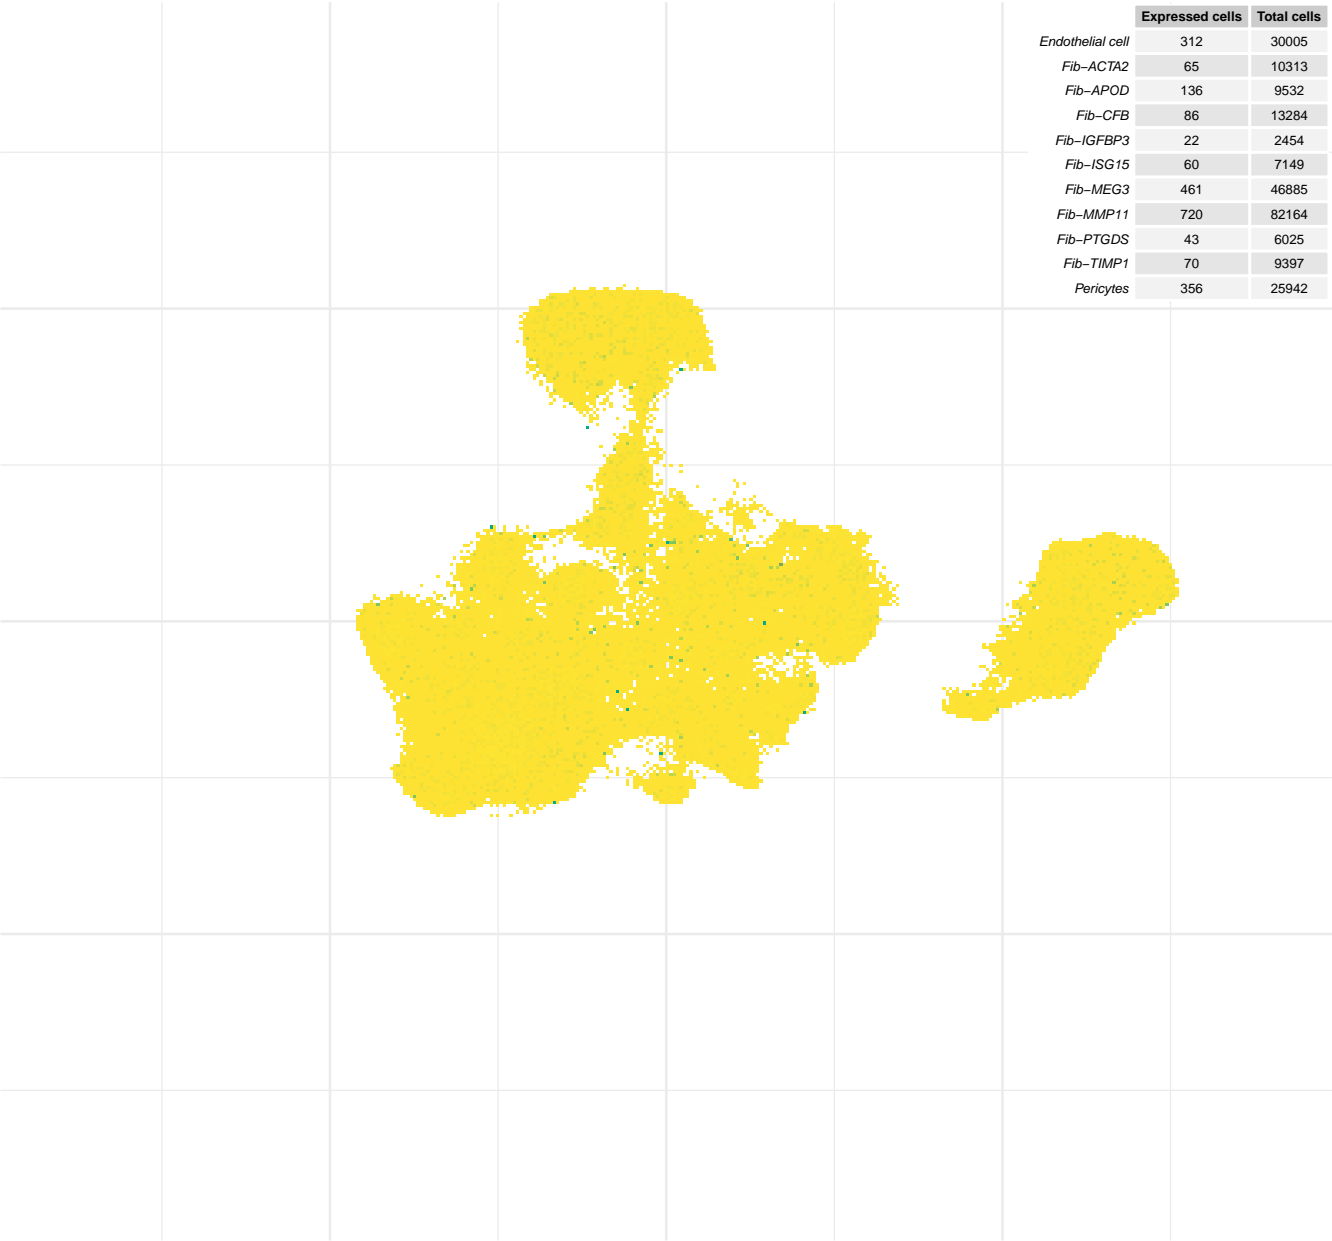 Expressed cells Total cells
Endothelial cell 312 30005
Fib−ACTA2 65 10313
Fib−APOD 136 9532
Fib−CFB 86 13284
Fib−IGFBP3 22 2454
Fib−ISG15 60 7149
Fib−MEG3 461 46885
Fib−MMP11 720 82164
Fib−PTGDS 43 6025
Fib−TIMP1 70 9397
Pericytes 356 25942